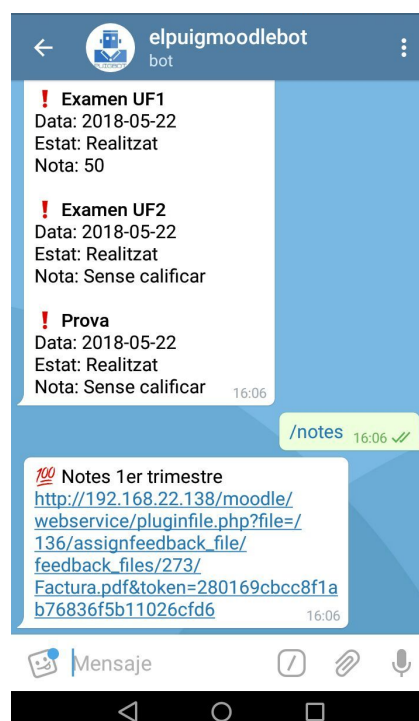 elpuigmoodlebot
bot
Examen UF1
Data: 2018-05-22
Estat: Realitzat
Nota: 50
Examen UF2
Data: 2018-05-22
Estat: Realitzat
Nota: Sense calificar
Prova
Data: 2018-05-22
Estat: Realitzat
Nota: Sense calificar 16:06
/notes 16:06
💯 Notes 1er trimestre
http://192.168.22.138/moodle/
webservice/pluginfile.php?file=/
136/assignfeedback_file/
feedback_files/273/
Factura.pdf&token=280169cbcc8f1a
b76836f5b11026cfd6 16:06
Mensaje